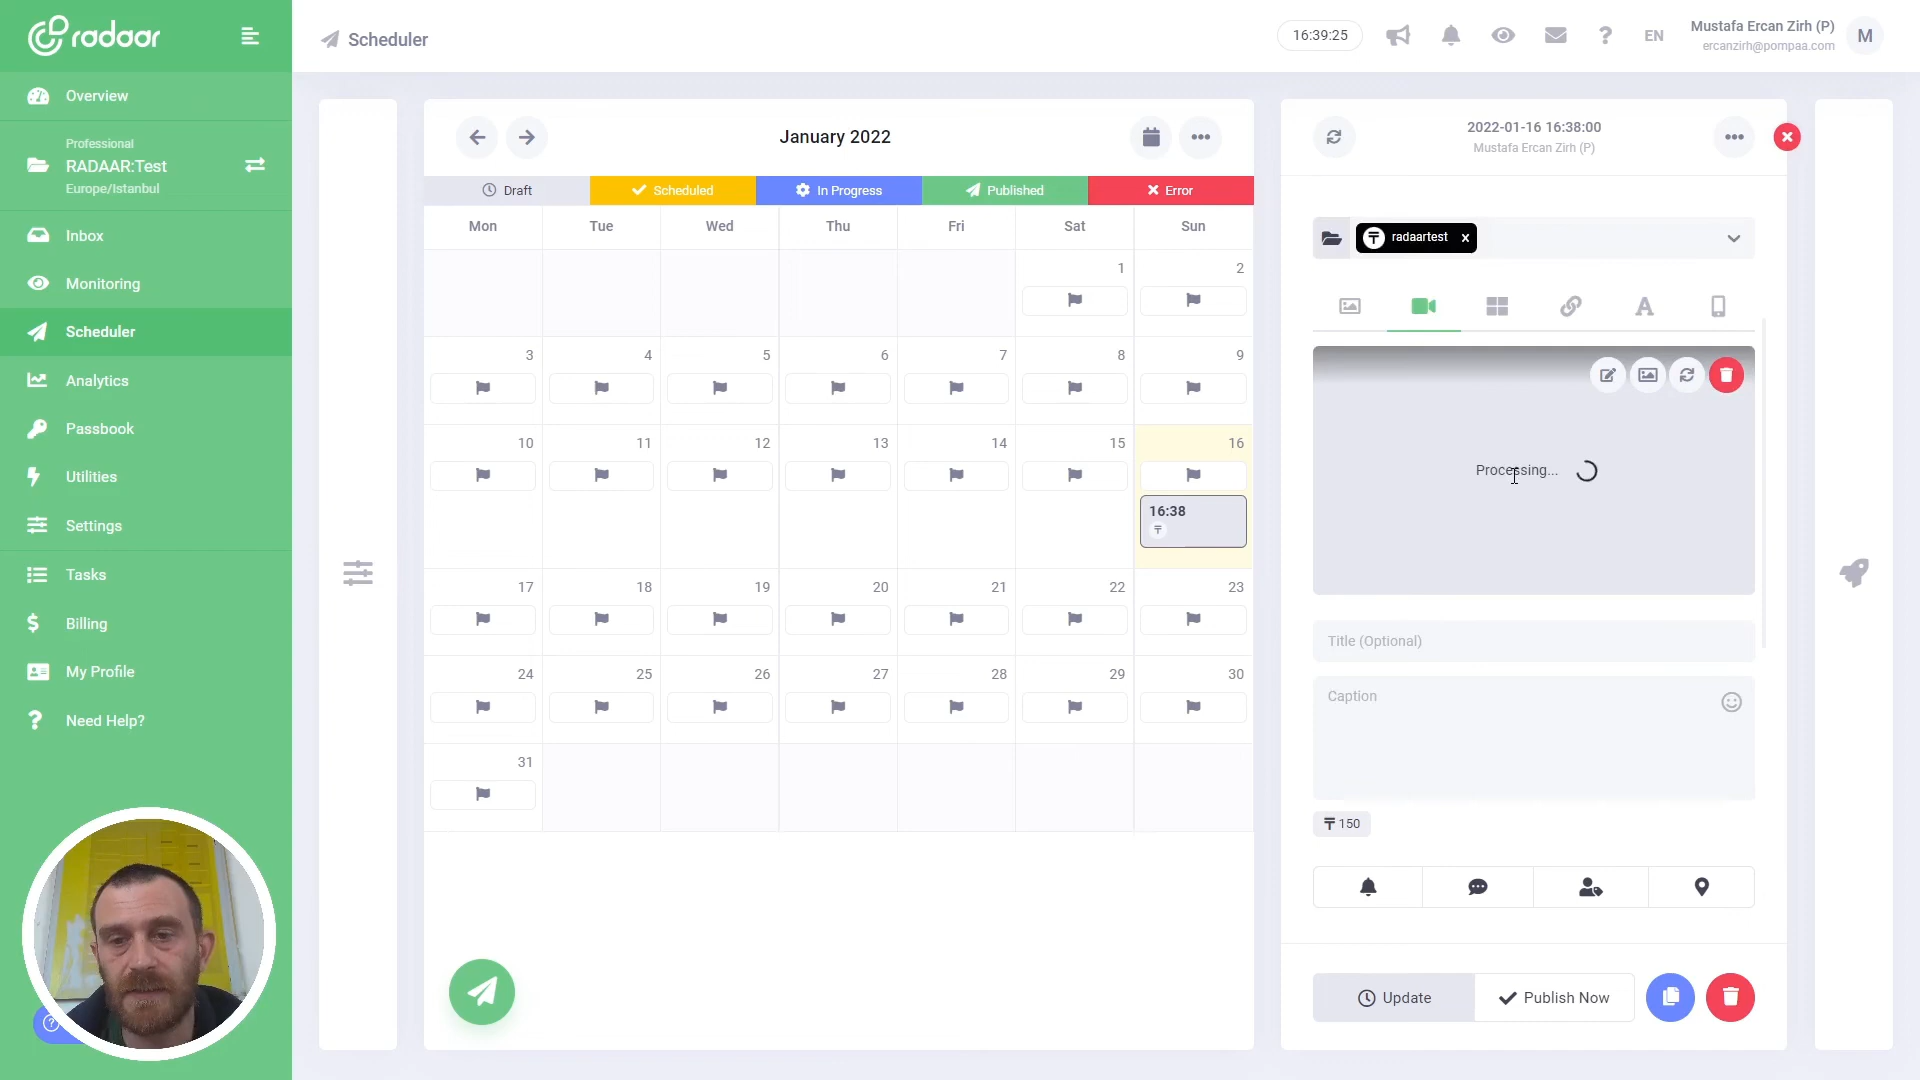 radaar
Scheduler
16:39:25
EN
Mustafa Ercan Zirh (P)
ercanzirh@pompaa.com
M
Overview
Professional
RADAAR:Test
Europe/Istanbul
Inbox
Monitoring
Scheduler
Analytics
Passbook
Utilities
Settings
Tasks
Billing
My Profile
Need Help?
January 2022
Draft
Scheduled
In Progress
Published
Error
Mon Tue Wed Thu Fri Sat Sun
1 2
3 4 5 6 7 8 9
10 11 12 13 14 15 16
16:38
17 18 19 20 21 22 23
24 25 26 27 28 29 30
31
2022-01-16 16:38:00
Mustafa Ercan Zirh (P)
radaartest x
Processing...
Title (Optional)
Caption
150
Update
Publish Now